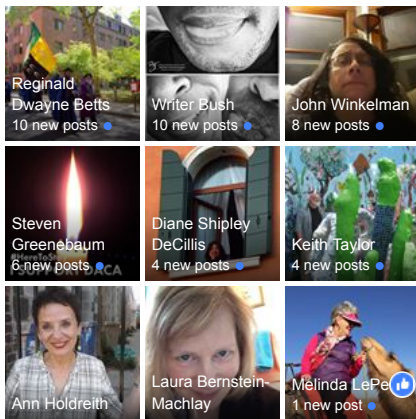 Reginald
Dwayne Betts
10 new posts
Writer Bush
10 new posts
John Winkelman
8 new posts
Steven
Greenebaum
6 new posts
SUPPORT DACA
Diane Shipley
DeCillis
4 new posts
Keith Taylor
4 new posts
Ann Holdreith
Laura Bernstein-
Machlay
Melinda LePe
1 new post